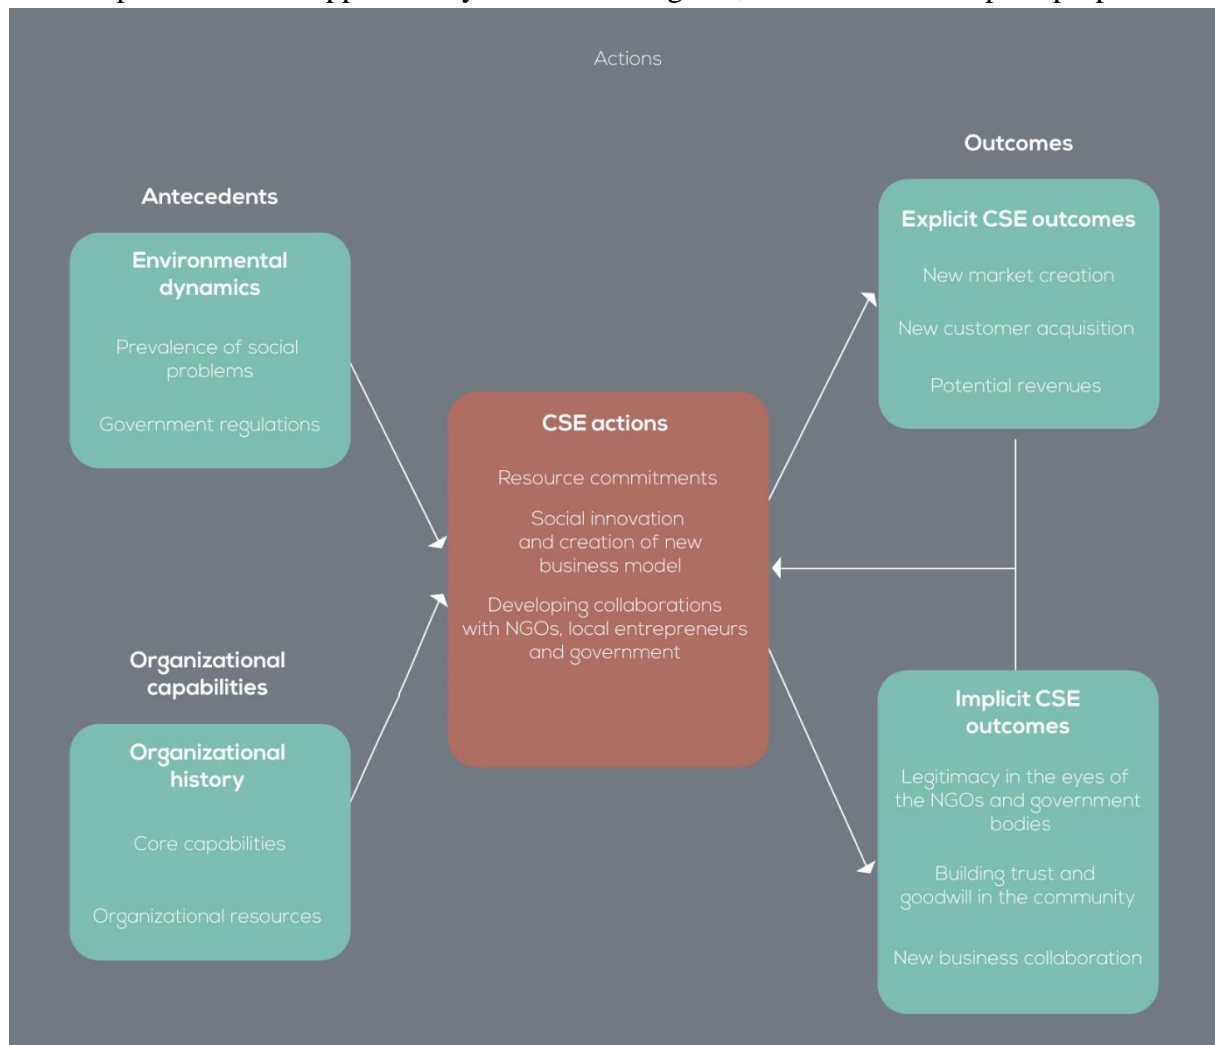 Actions
Antecedents
Environmental
dynamics
Prevalence of social
problems
Government regulations
Organizational
capabilities
Organizational
history
Core capabilities
Organizational resources
CSE actions
Resource commitments
Social innovation
and creation of new
business model
Developing collaborations
with NGOs, local entrepreneurs
and government
Outcomes
Explicit CSE outcomes
New market creation
New customer acquisition
Potential revenues
Implicit CSE
outcomes
Legitimacy in the eyes of
the NGOs and government
bodies
Building trust and
goodwill in the community
New business collaboration